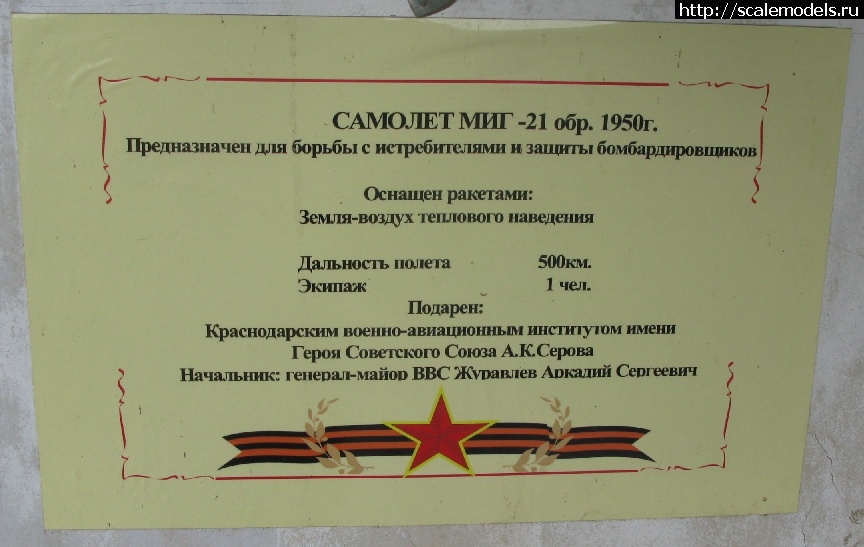 http://scalemodels.ru
САМОЛЕТ МИГ -21 обр. 1950г.
Предназначен для борьбы с истребителями и защиты бомбардировщиков
Оснащен ракетами:
Земля-воздух теплового наведения
Дальность полета 500км.
Экипаж 1 чел.
Подарен:
Краснодарским военно-авиационным институтом имени
Героя Советского Союза А.К.Серова
Начальник: генерал-майор ВВС Журавлев Аркадий Сергеевич